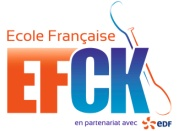 Ecole Française
EFCK
en partenariat avec eDF